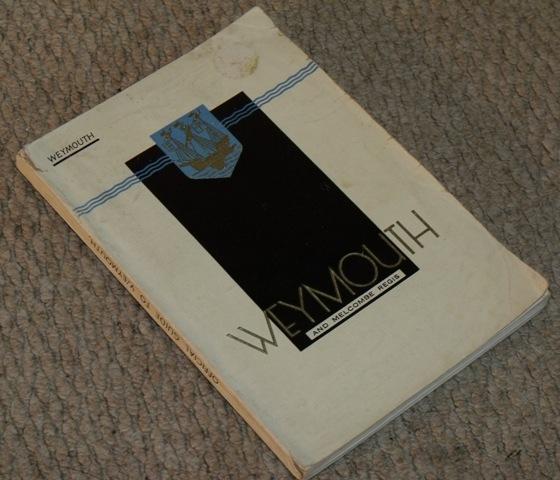 WEYMOUTH
WEYMOUTH
AND MELCOMBE REGIS
OFFICIAL GUIDE TO WEYMOUTH.